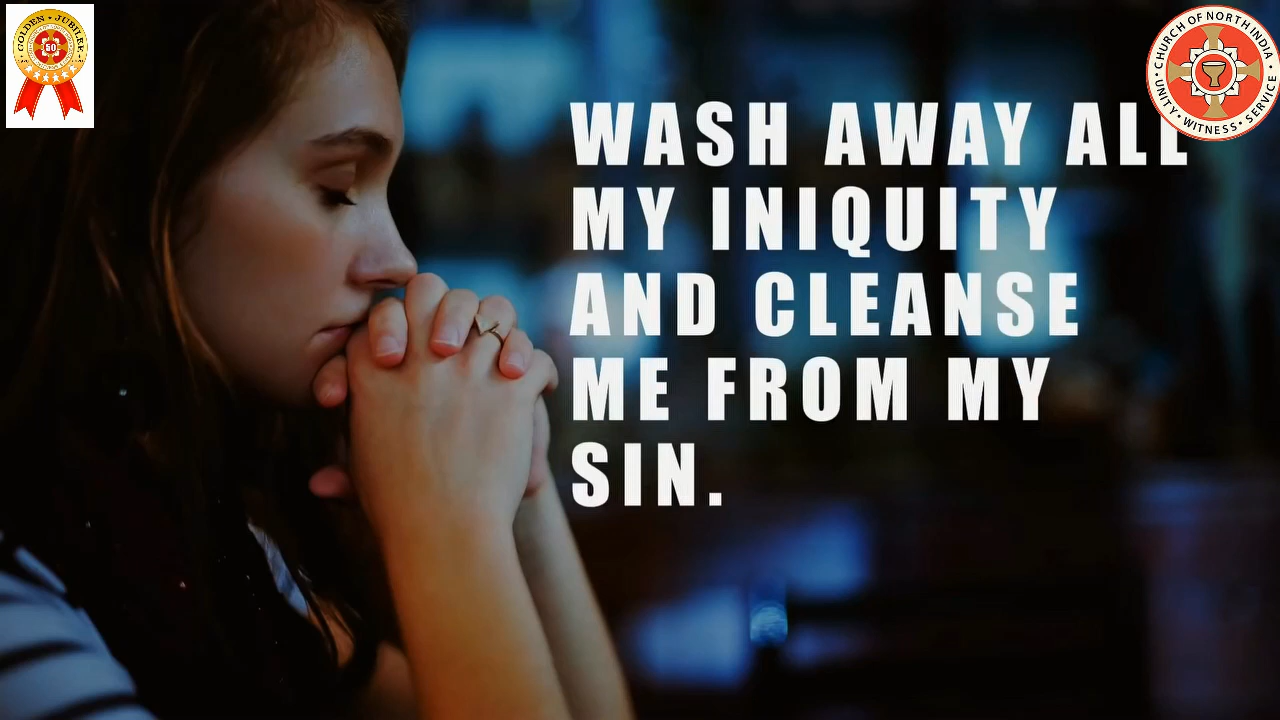 GOLDEN • JUBILEE
50
CHURCH OF NORTH INDIA
UNITY • WITNESS • SERVICE
WASH AWAY ALL
MY INIQUITY
AND CLEANSE
ME FROM MY
SIN.